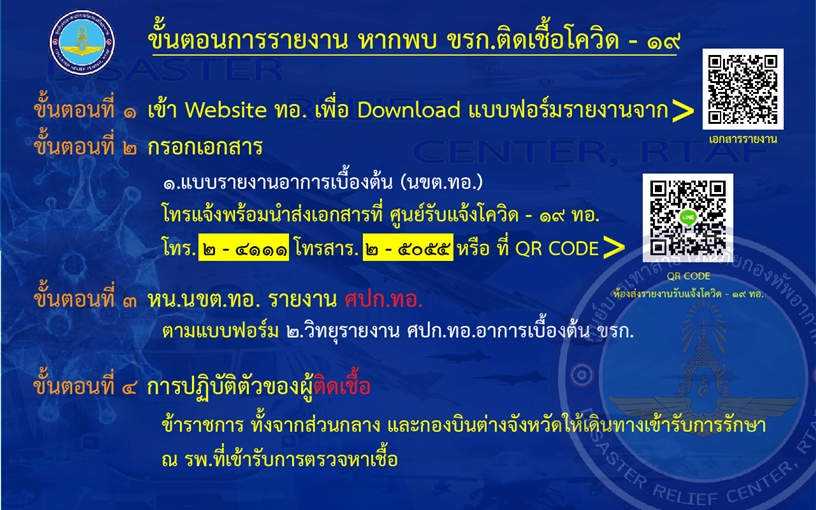 ขั้นตอนการรายงาน หากพบ ขรก.ติดเชื้อโควิด - ๑๙
ขั้นตอนที่ ๑ เข้า Website ทอ. เพื่อ Download แบบฟอร์มรายงานจาก >
เอกสารรายงาน
ขั้นตอนที่ ๒ กรอกเอกสาร
๑.แบบรายงานอาการเบื้องต้น (นขต.ทอ.)
โทรแจ้งพร้อมนำส่งเอกสารที่ ศูนย์รับแจ้งโควิด - ๑๙ ทอ.
โทร. ๒ - ๔๑๑๑ โทรสาร. ๒ - ๕๐๕๕ หรือ ที่ QR CODE >
LINE
QR CODE
ห้องส่งรายงานรับแจ้งโควิด - ๑๙ ทอ.
ขั้นตอนที่ ๓ หน.นขต.ทอ. รายงาน ศปก.ทอ.
ตามแบบฟอร์ม ๒.วิทยุรายงาน ศปก.ทอ.อาการเบื้องต้น ขรก.
ขั้นตอนที่ ๔ การปฏิบัติตัวของผู้ติดเชื้อ
ข้าราชการ ทั้งจากส่วนกลาง และกองบินต่างจังหวัดให้เดินทางเข้ารับการรักษา
ณ รพ.ที่เข้ารับการตรวจหาเชื้อ
DISASTER
CENTER, RTAF
DISASTER RELIEF CENTER, RTAF